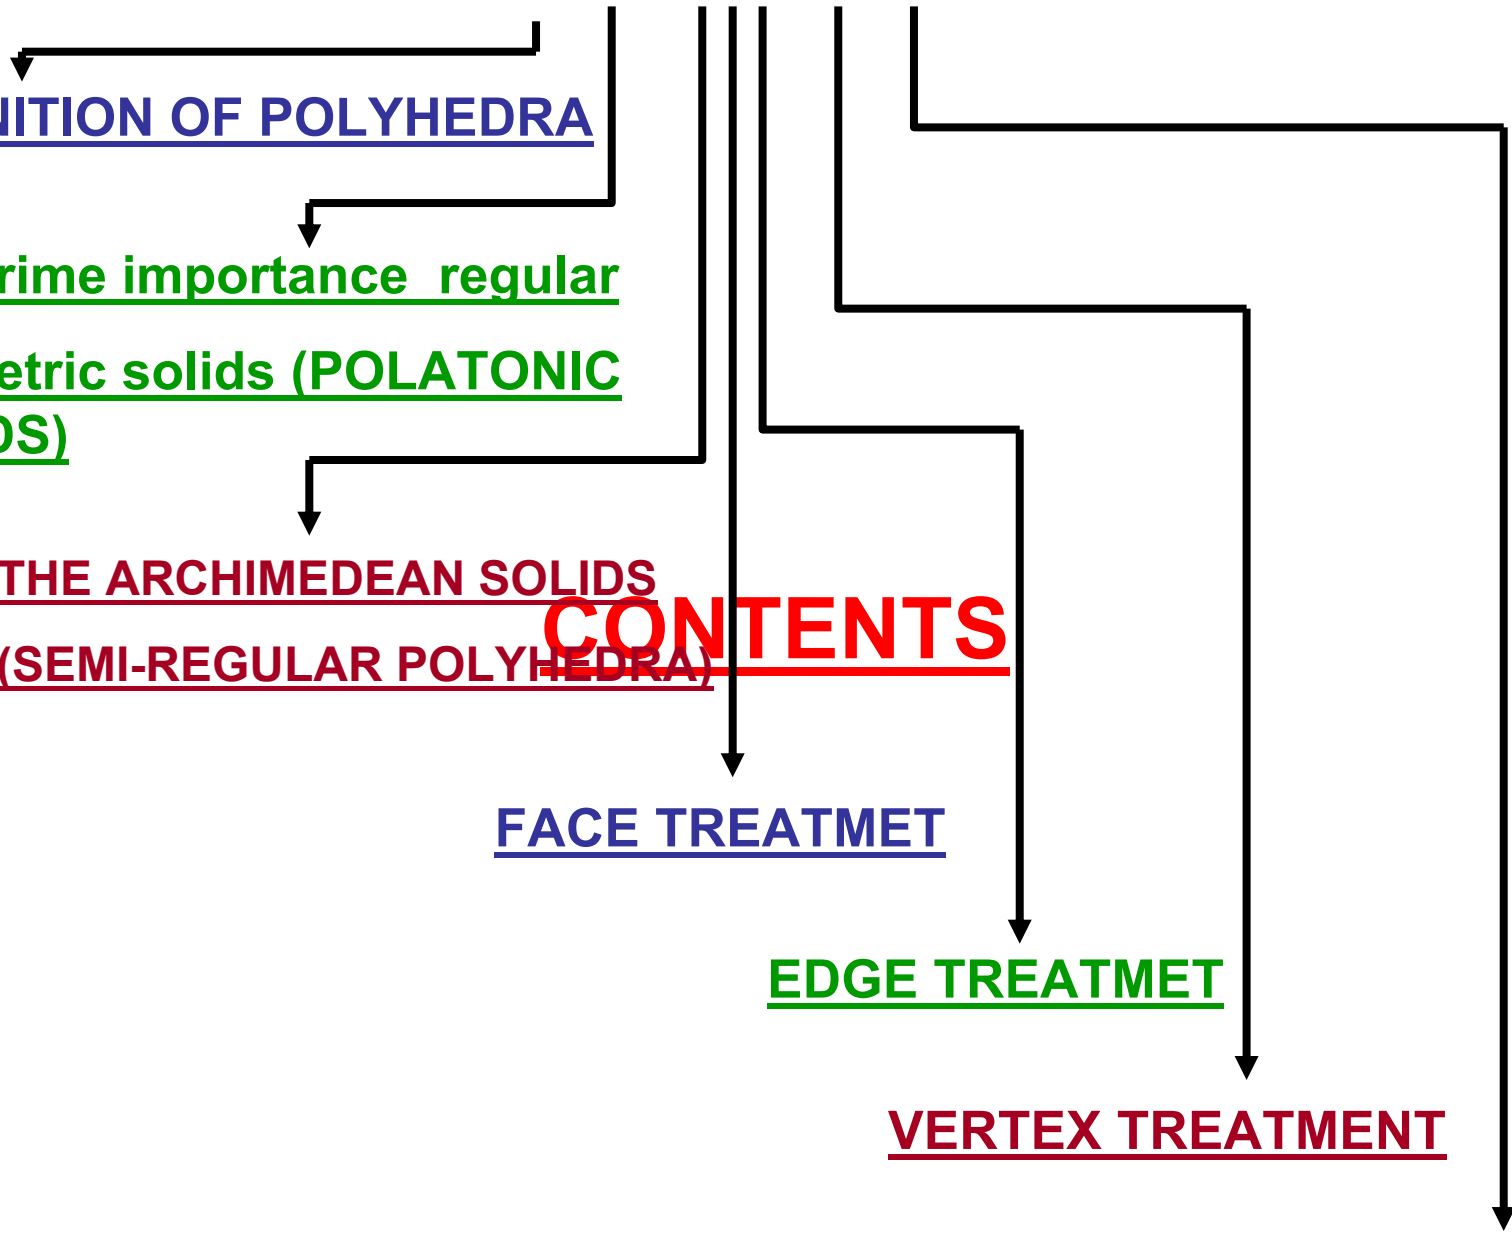 NITION OF POLYHEDRA
rime importance regular
etric solids (POLATONIC
DS)
THE ARCHIMEDEAN SOLIDS
CONTENTS
(SEMI-REGULAR POLYHEDRA)
FACE TREATMET
EDGE TREATMET
VERTEX TREATMENT